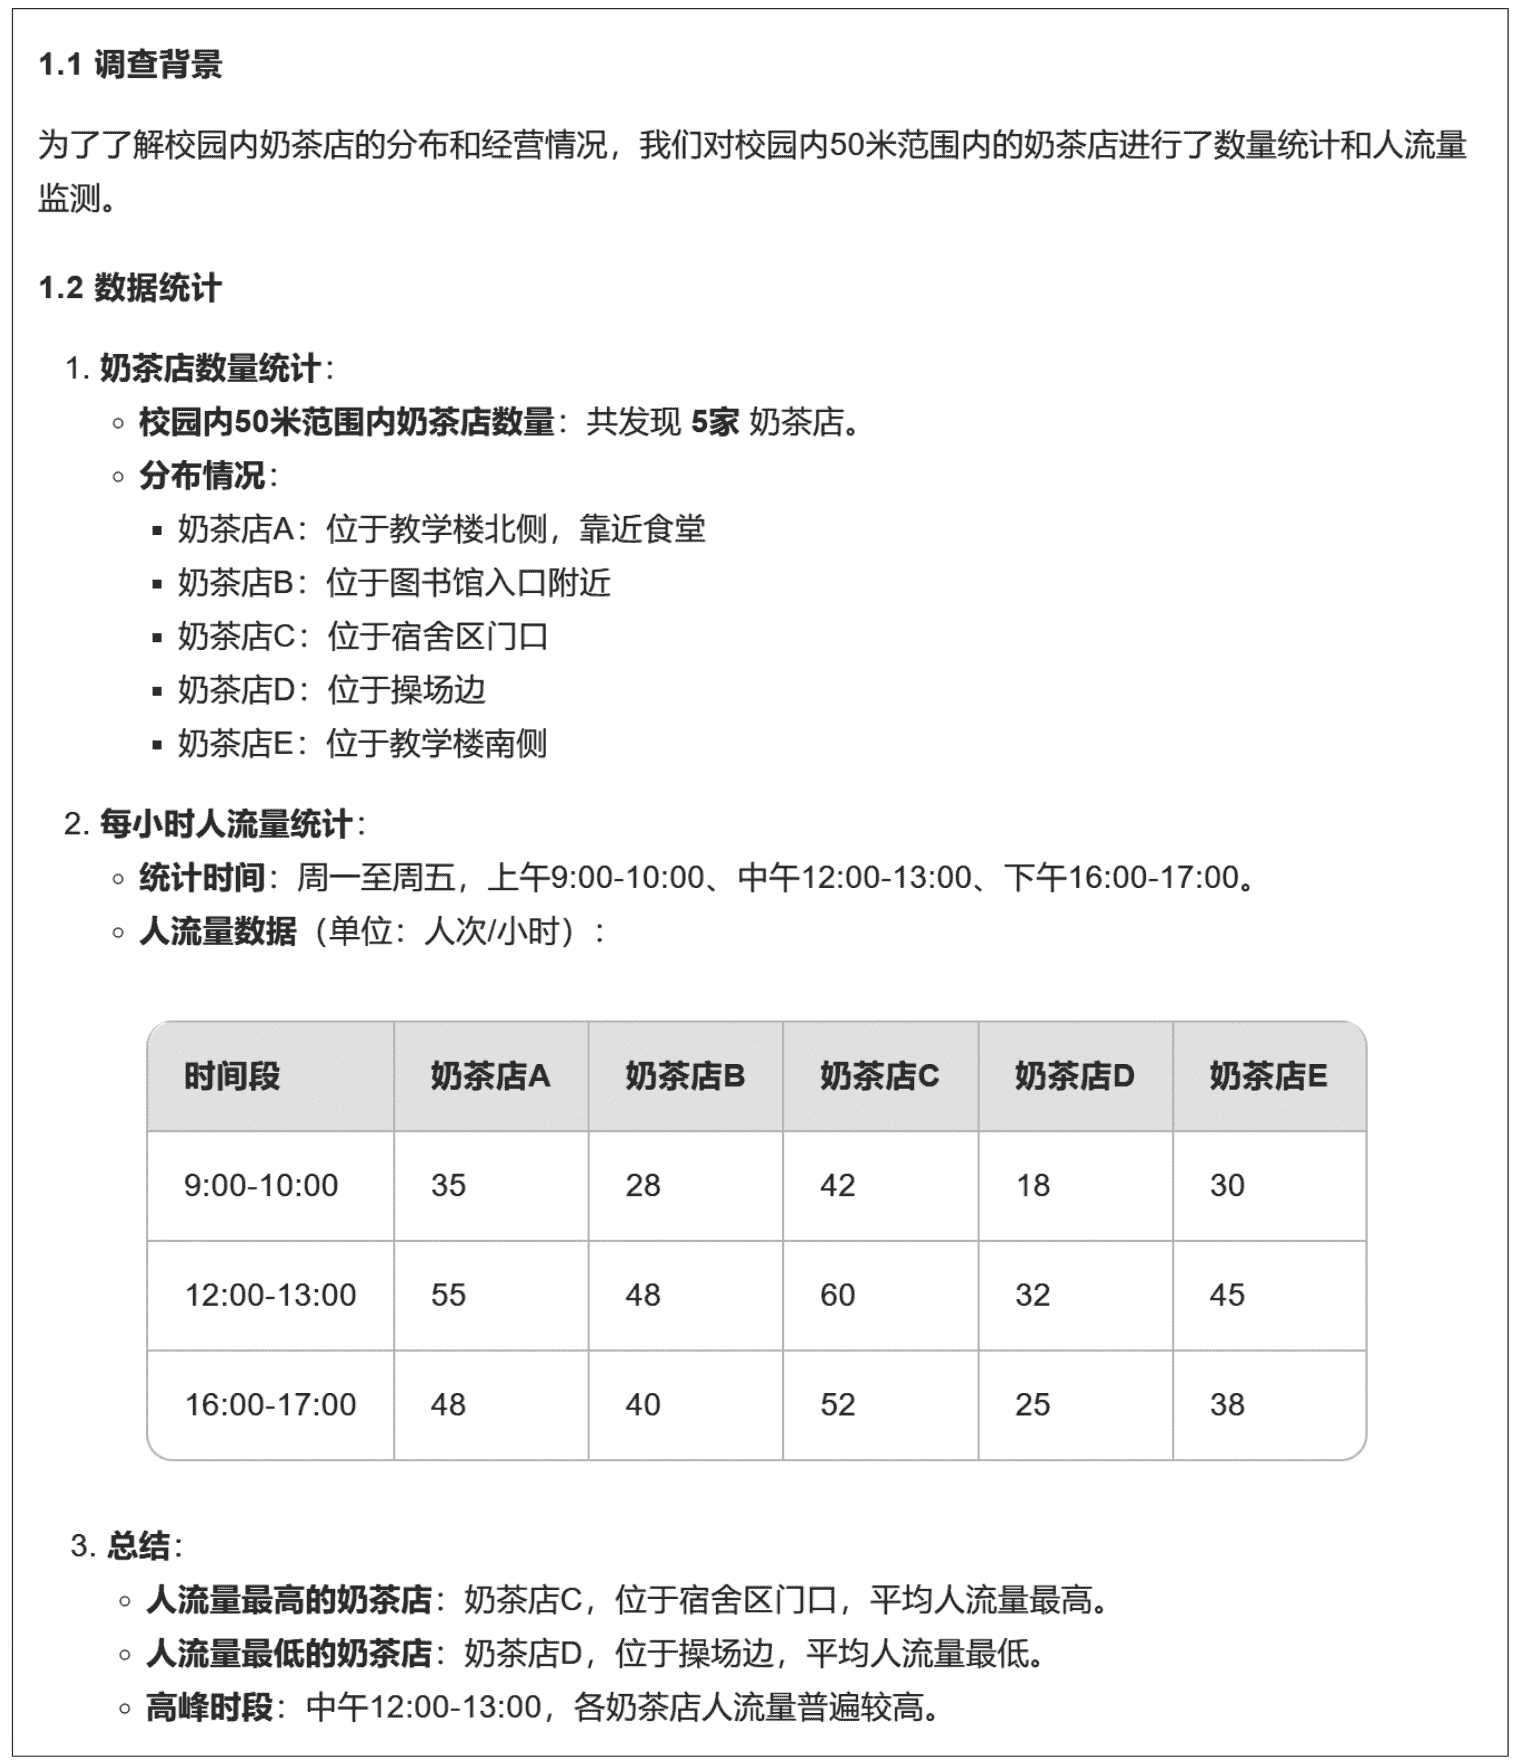 1.1 调查背景
为了了解校园内奶茶店的分布和经营情况，我们对校园内50米范围内的奶茶店进行了数量统计和人流量
监测。
1.2 数据统计
1. 奶茶店数量统计：
校园内50米范围内奶茶店数量：共发现 5家 奶茶店。
分布情况：
奶茶店A：位于教学楼北侧，靠近食堂
奶茶店B：位于图书馆入口附近
奶茶店C：位于宿舍区门口
奶茶店D：位于操场边
奶茶店E：位于教学楼南侧
2. 每小时人流量统计：
统计时间：周一至周五，上午9:00-10:00、中午12:00-13:00、下午16:00-17:00。
人流量数据（单位：人次/小时）：
时间段 奶茶店A 奶茶店B 奶茶店C 奶茶店D 奶茶店E
9:00-10:00 35 28 42 18 30
12:00-13:00 55 48 60 32 45
16:00-17:00 48 40 52 25 38
3. 总结：
人流量最高的奶茶店：奶茶店C，位于宿舍区门口，平均人流量最高。
人流量最低的奶茶店：奶茶店D，位于操场边，平均人流量最低。
高峰时段：中午12:00-13:00，各奶茶店人流量普遍较高。